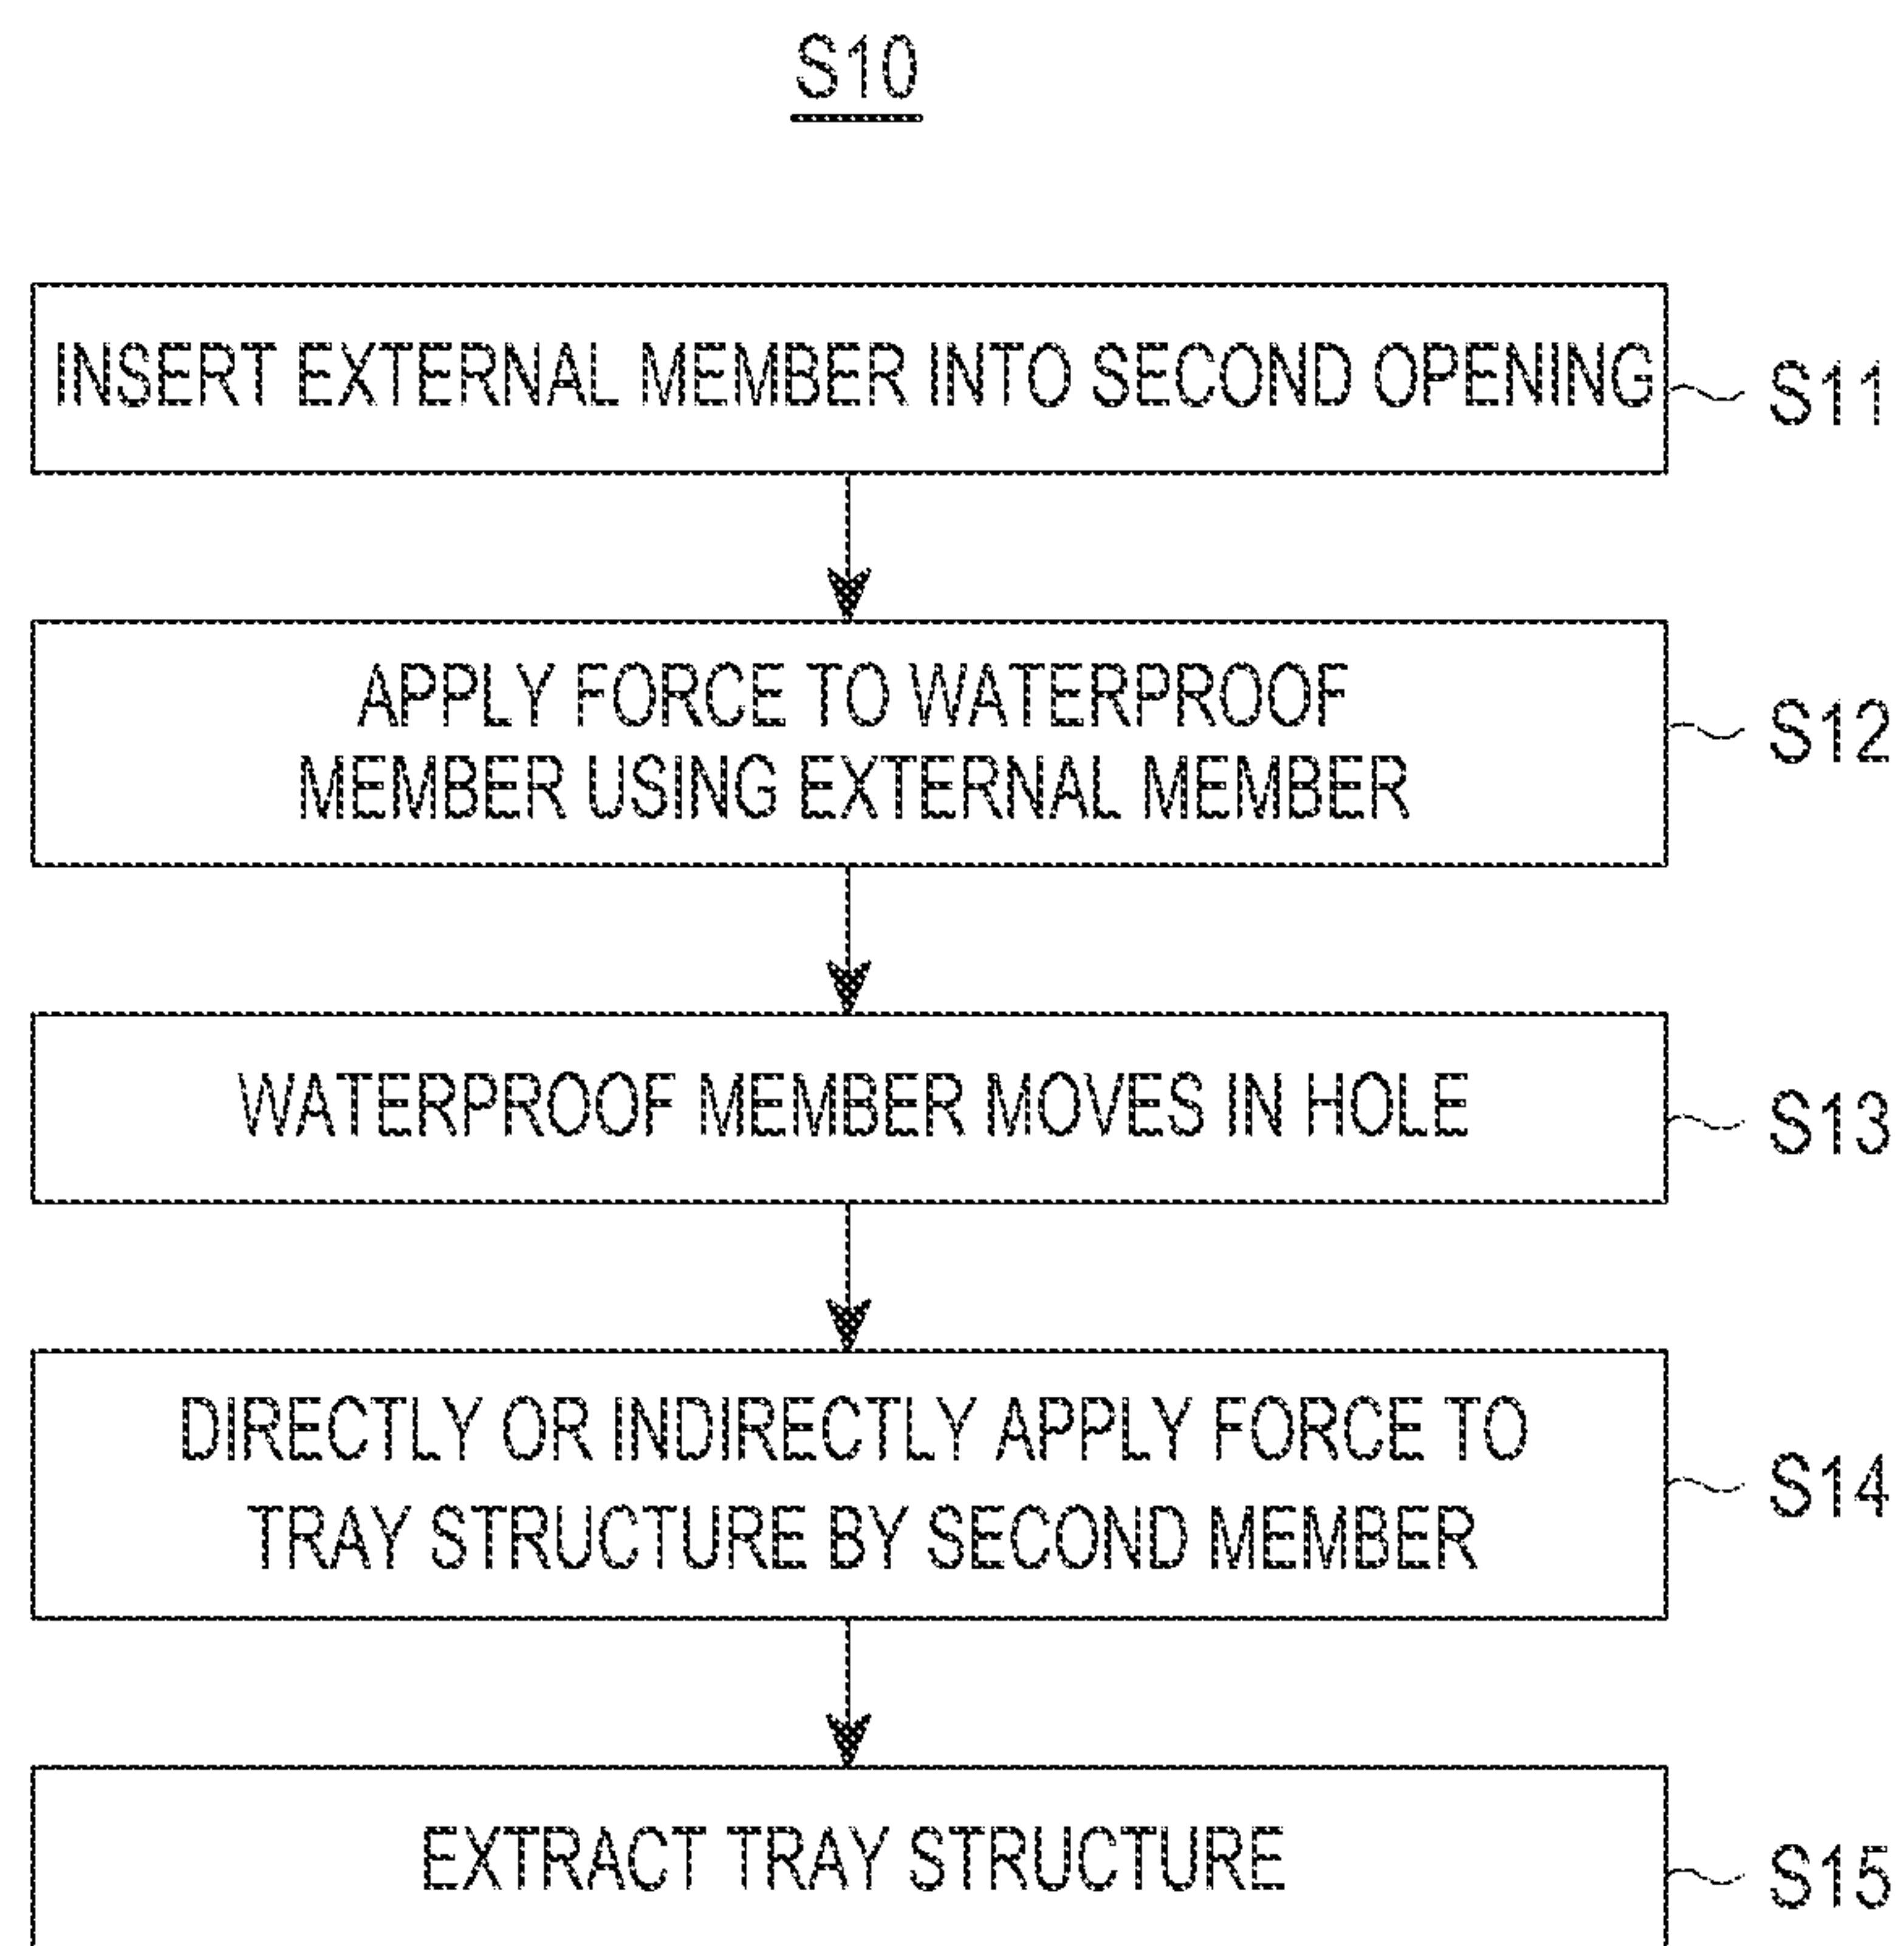 S10
INSERT EXTERNAL MEMBER INTO SECOND OPENING
S11
APPLY FORCE TO WATERPROOF
MEMBER USING EXTERNAL MEMBER
S12
WATERPROOF MEMBER MOVES IN HOLE
S13
DIRECTLY OR INDIRECTLY APPLY FORCE TO
TRAY STRUCTURE BY SECOND MEMBER
S14
EXTRACT TRAY STRUCTURE
S15